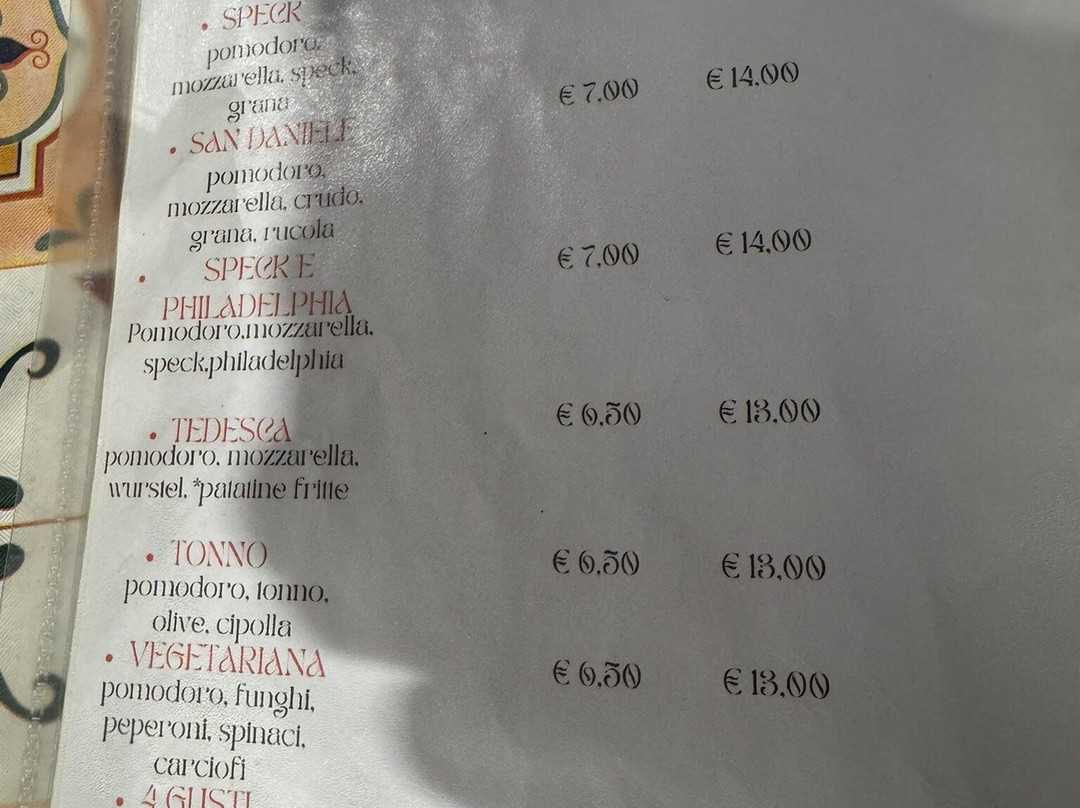 • SPECK
pomodoro,
mozzarella, speck,
grana
€ 7,00 € 14,00
• SAN DANIELE
pomodoro,
mozzarella, crudo,
grana, rucola
€ 7,00 € 14,00
• SPECK E
PHILADELPHIA
Pomodoro,mozzarella,
speck,philadelphia
€ 6,50 € 13,00
• TEDESCA
pomodoro, mozzarella,
wurstel, *patatine fritte
€ 6,50 € 13,00
• TONNO
pomodoro, tonno,
olive, cipolla
€ 6,50 € 13,00
• VEGETARIANA
pomodoro, funghi,
peperoni, spinaci,
carciofi
• 4 GUSTI